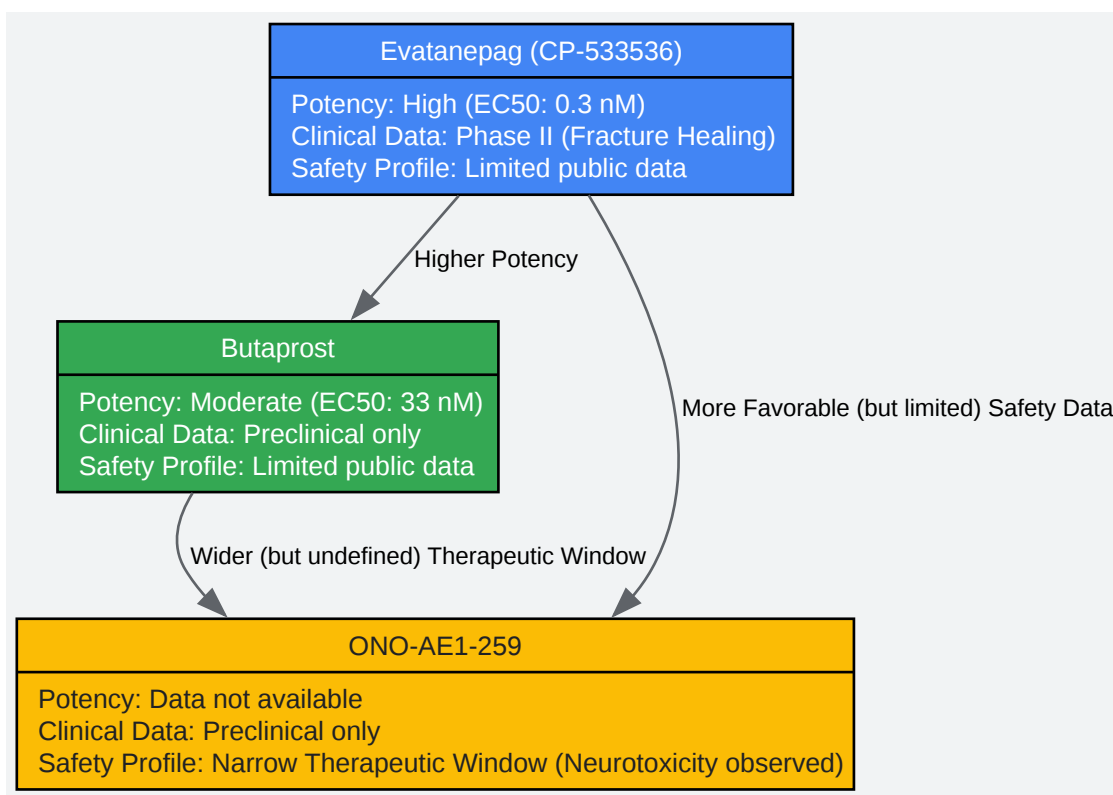 Evatanepag (CP-533536)
Potency: High (EC50: 0.3 nM)
Clinical Data: Phase II (Fracture Healing)
Safety Profile: Limited public data
Higher Potency
Butaprost
Potency: Moderate (EC50: 33 nM)
Clinical Data: Preclinical only
Safety Profile: Limited public data
More Favorable (but limited) Safety Data
Wider (but undefined) Therapeutic Window
ONO-AE1-259
Potency: Data not available
Clinical Data: Preclinical only
Safety Profile: Narrow Therapeutic Window (Neurotoxicity observed)